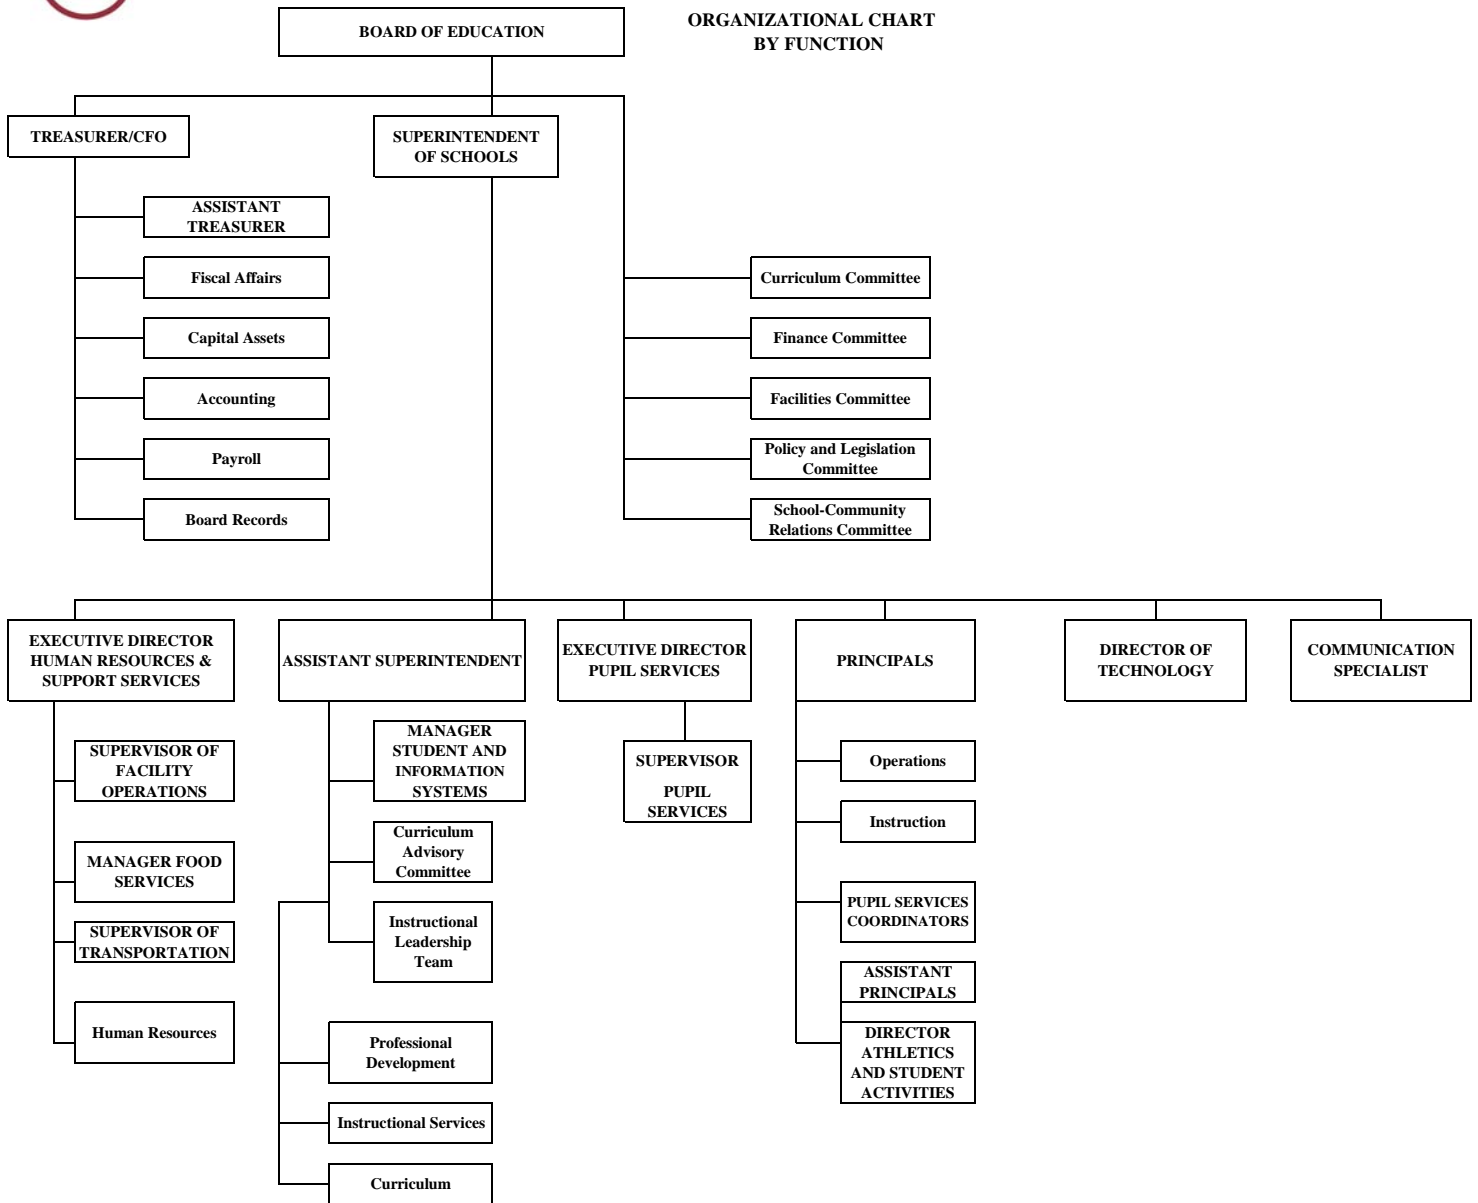 BOARD OF EDUCATION
ORGANIZATIONAL CHART
BY FUNCTION
TREASURER/CFO
SUPERINTENDENT
OF SCHOOLS
ASSISTANT
TREASURER
Fiscal Affairs
Capital Assets
Accounting
Payroll
Board Records
Curriculum Committee
Finance Committee
Facilities Committee
Policy and Legislation
Committee
School-Community
Relations Committee
EXECUTIVE DIRECTOR
HUMAN RESOURCES &
SUPPORT SERVICES
ASSISTANT SUPERINTENDENT
EXECUTIVE DIRECTOR
PUPIL SERVICES
PRINCIPALS
DIRECTOR OF
TECHNOLOGY
COMMUNICATION
SPECIALIST
SUPERVISOR OF
FACILITY
OPERATIONS
MANAGER FOOD
SERVICES
SUPERVISOR OF
TRANSPORTATION
Human Resources
MANAGER
STUDENT AND
INFORMATION
SYSTEMS
Curriculum
Advisory
Committee
Instructional
Leadership
Team
Professional
Development
Instructional Services
Curriculum
SUPERVISOR
PUPIL
SERVICES
Operations
Instruction
PUPIL SERVICES
COORDINATORS
ASSISTANT
PRINCIPALS
DIRECTOR
ATHLETICS
AND STUDENT
ACTIVITIES